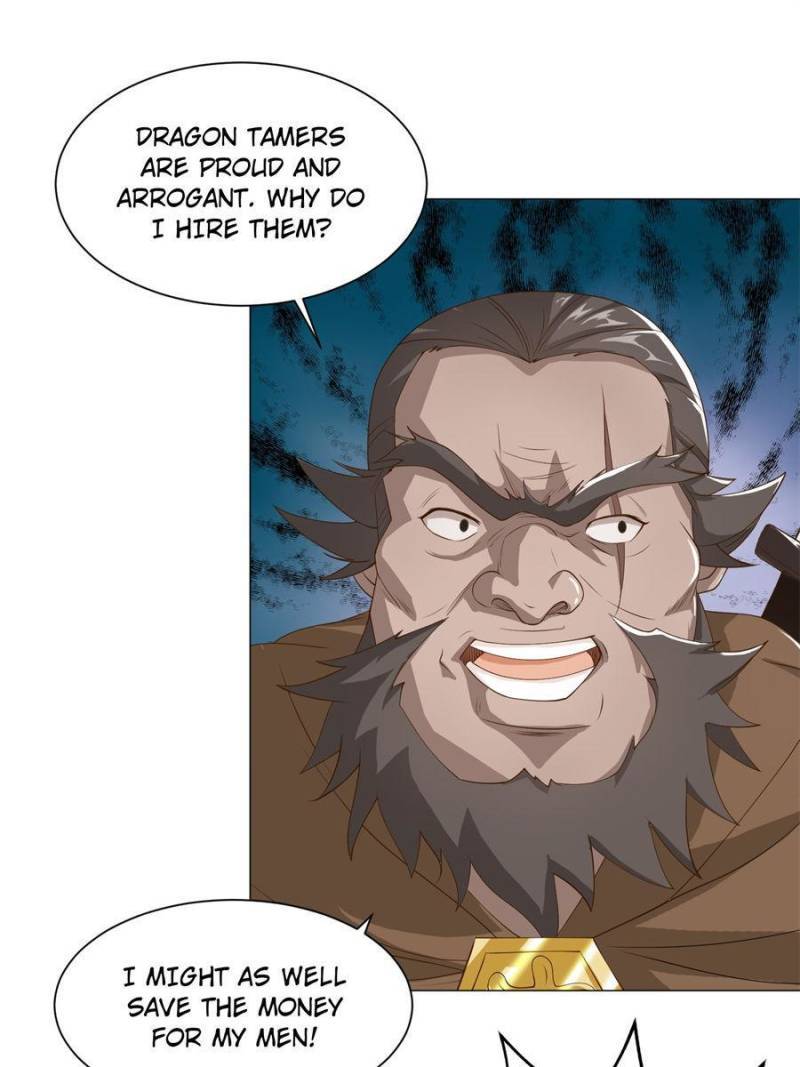 DRAGON TAMERS
ARE PROUD AND
ARROGANT. WHY DO
I HIRE THEM?
I MIGHT AS WELL
SAVE THE MONEY
FOR MY MEN!